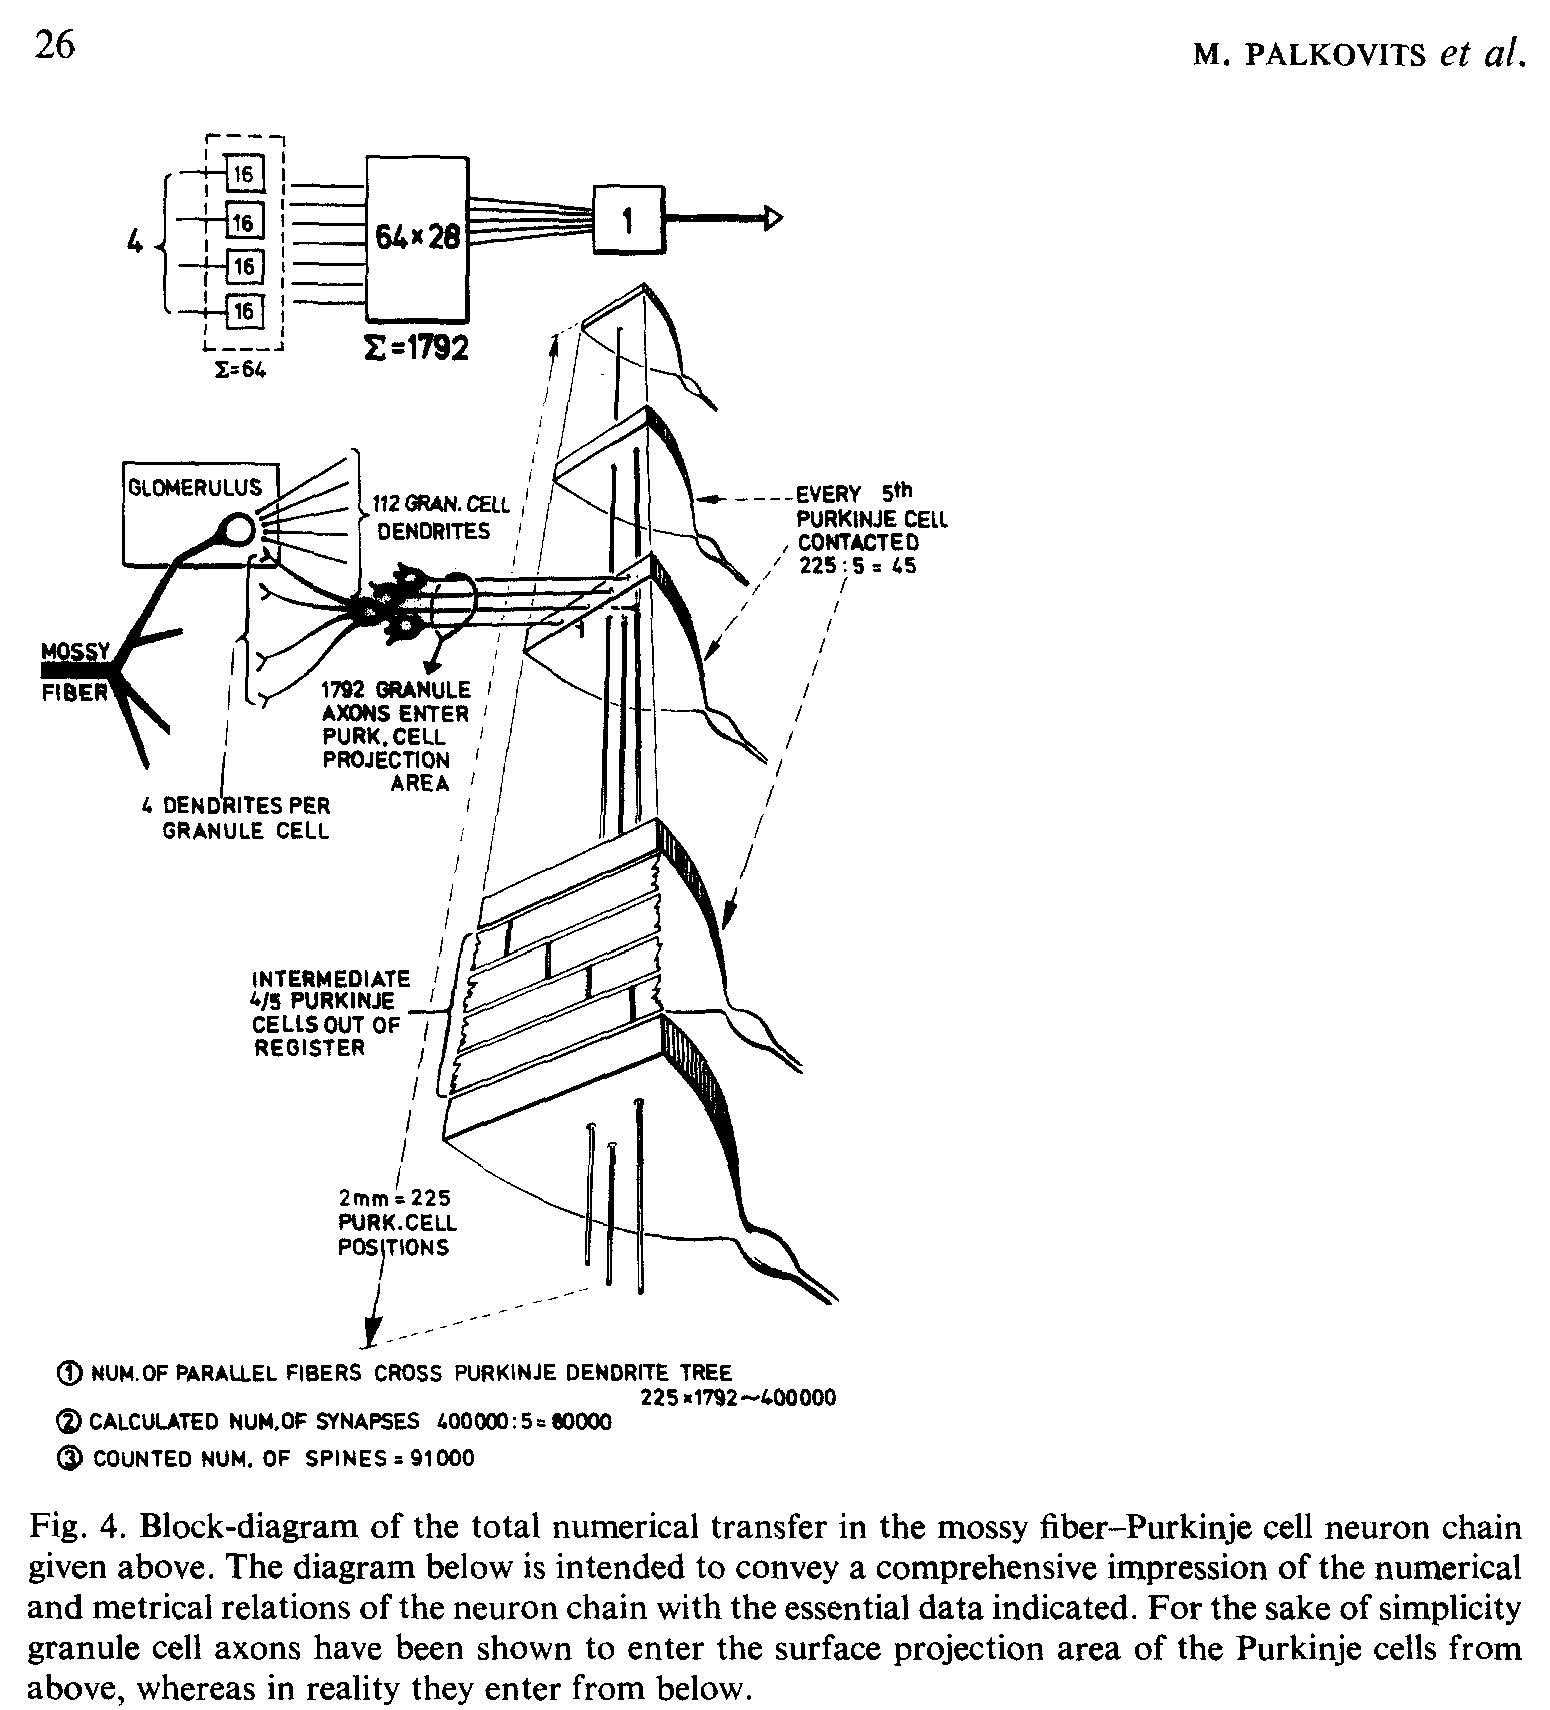 26
M. PALKOVITS et al.
16
16
16
16
4
Σ=64
64×28
Σ=1792
1
GLOMERULUS
112 GRAN. CELL
DENDRITES
EVERY 5th
PURKINJE CELL
CONTACTED
225:5=45
MOSSY
FIBER
1792 GRANULE
AXONS ENTER
PURK. CELL
PROJECTION
AREA
4 DENDRITES PER
GRANULE CELL
INTERMEDIATE
4/5 PURKINJE
CELLS OUT OF
REGISTER
2mm=225
PURK.CELL
POSITIONS
① NUM.OF PARALLEL FIBERS CROSS PURKINJE DENDRITE TREE
225×1792~400000
② CALCULATED NUM.OF SYNAPSES 400000:5=80000
③ COUNTED NUM. OF SPINES=91000
Fig. 4. Block-diagram of the total numerical transfer in the mossy fiber–Purkinje cell neuron chain
given above. The diagram below is intended to convey a comprehensive impression of the numerical
and metrical relations of the neuron chain with the essential data indicated. For the sake of simplicity
granule cell axons have been shown to enter the surface projection area of the Purkinje cells from
above, whereas in reality they enter from below.